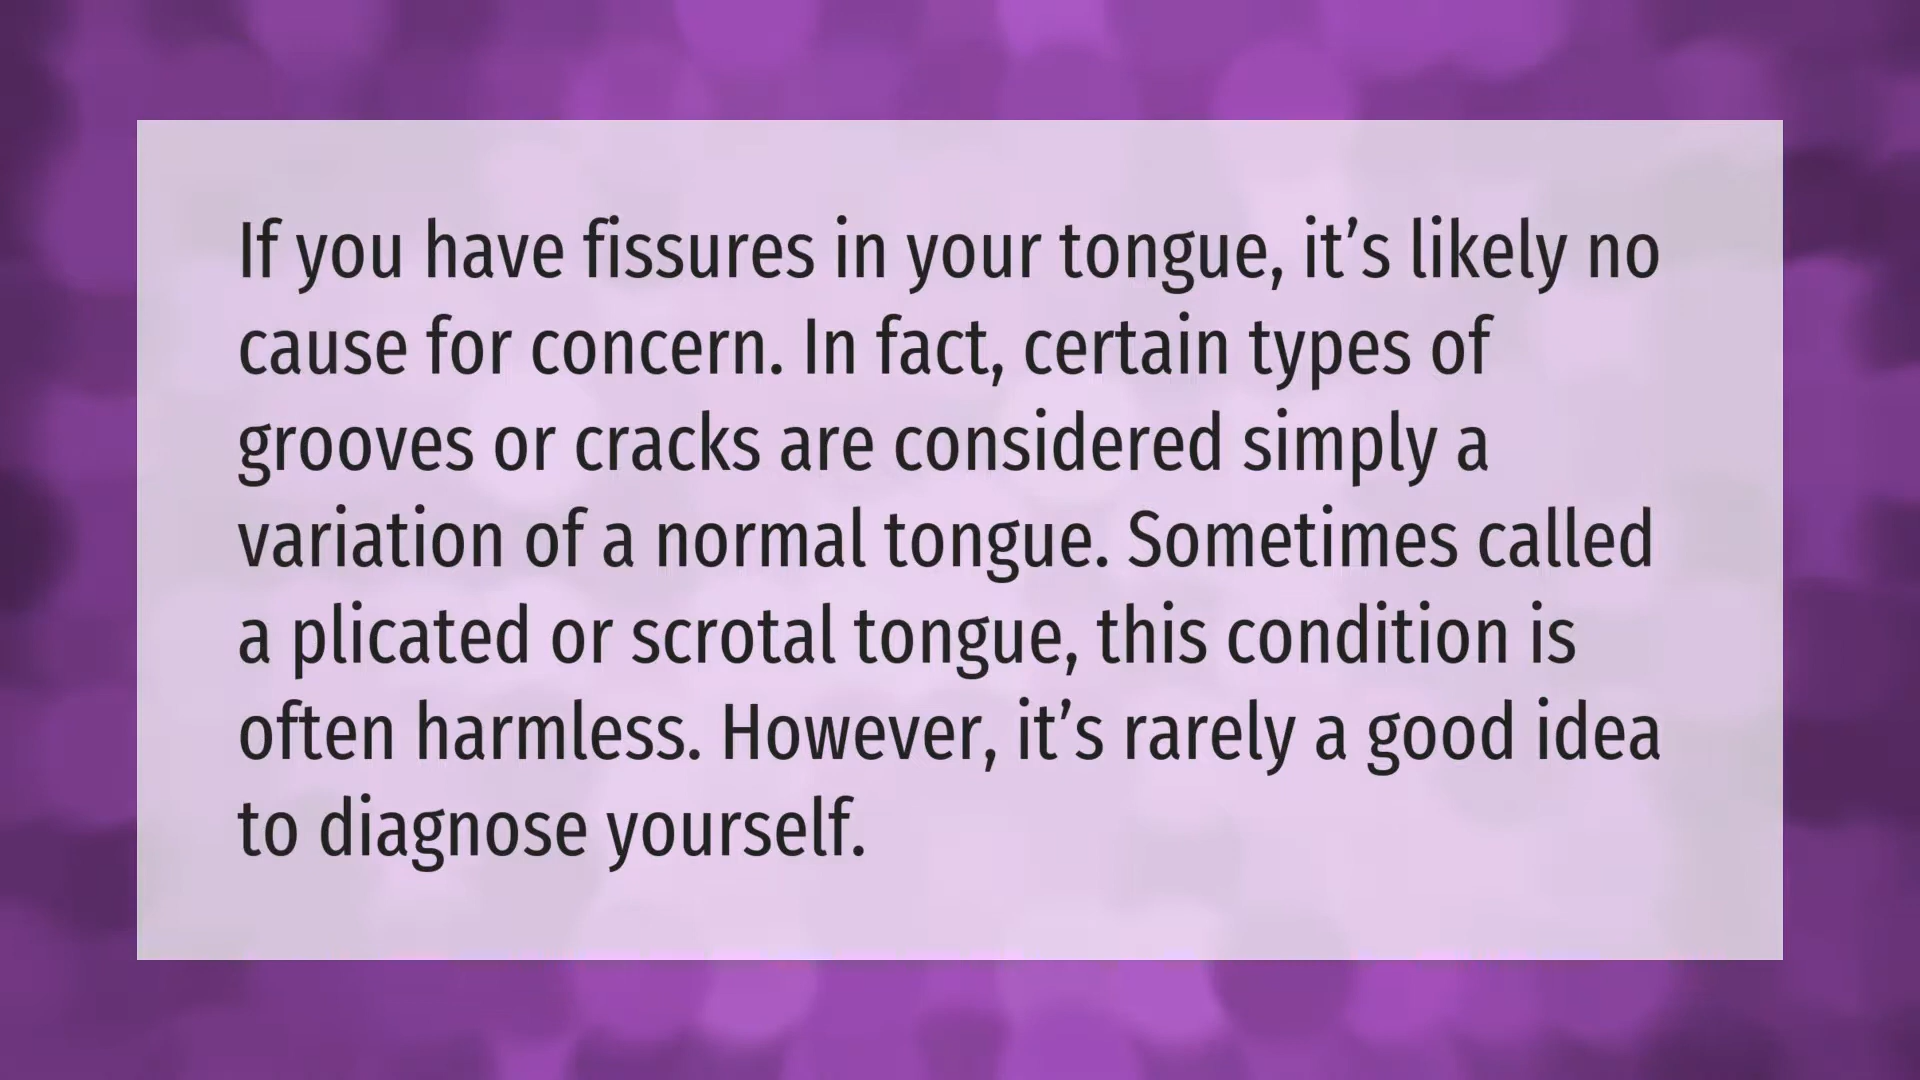 If you have fissures in your tongue, it’s likely no
cause for concern. In fact, certain types of
grooves or cracks are considered simply a
variation of a normal tongue. Sometimes called
a plicated or scrotal tongue, this condition is
often harmless. However, it’s rarely a good idea
to diagnose yourself.